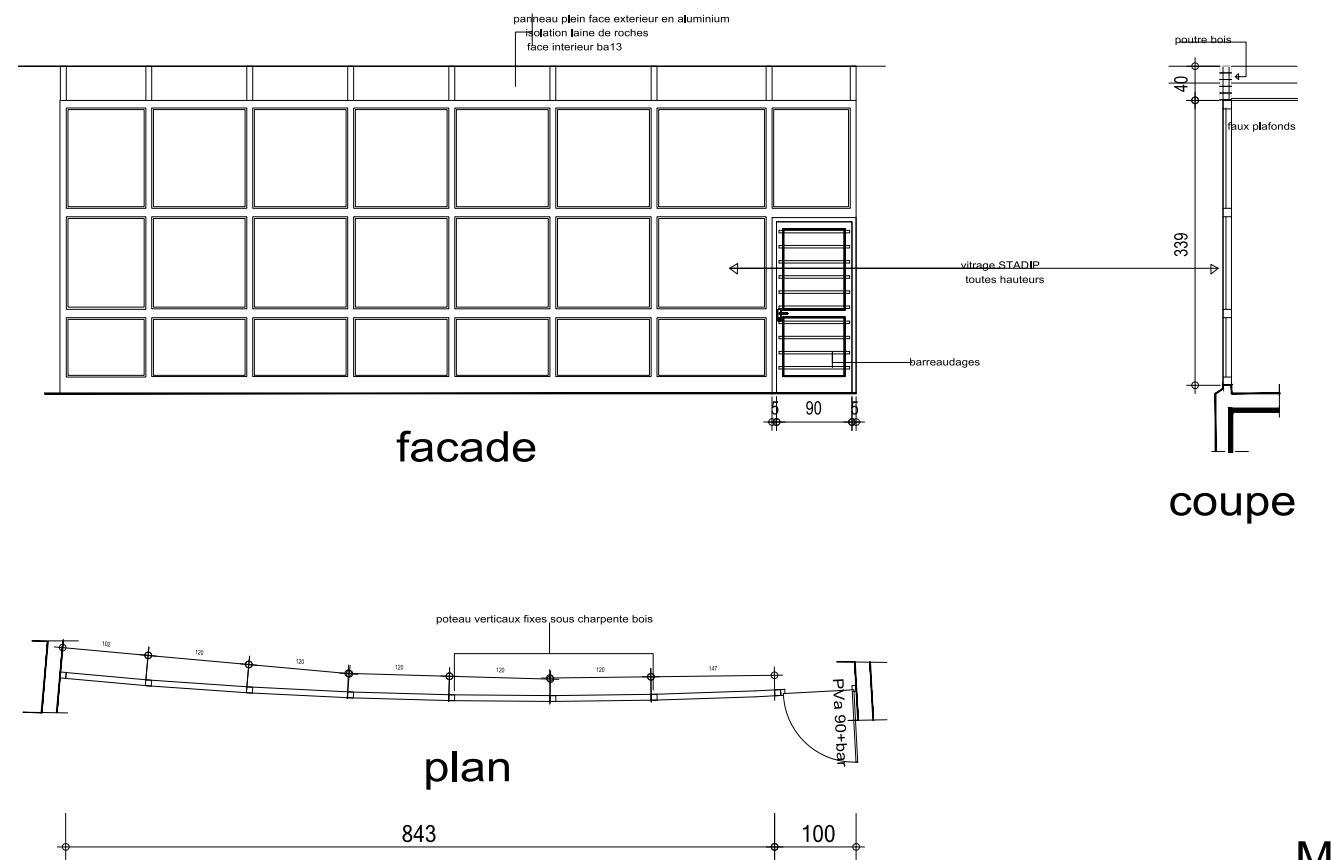 panneau plein face exterieur en aluminium
isolation laine de roches
face interieur ba13
poutre bois
40
faux plafonds
339
vitrage STADIP
toutes hauteurs
barreaudages
5 90 5
facade
coupe
poteau verticaux fixes sous charpente bois
102 120 120 120 120 120 147
PVa 90+bar
plan
843 100
M